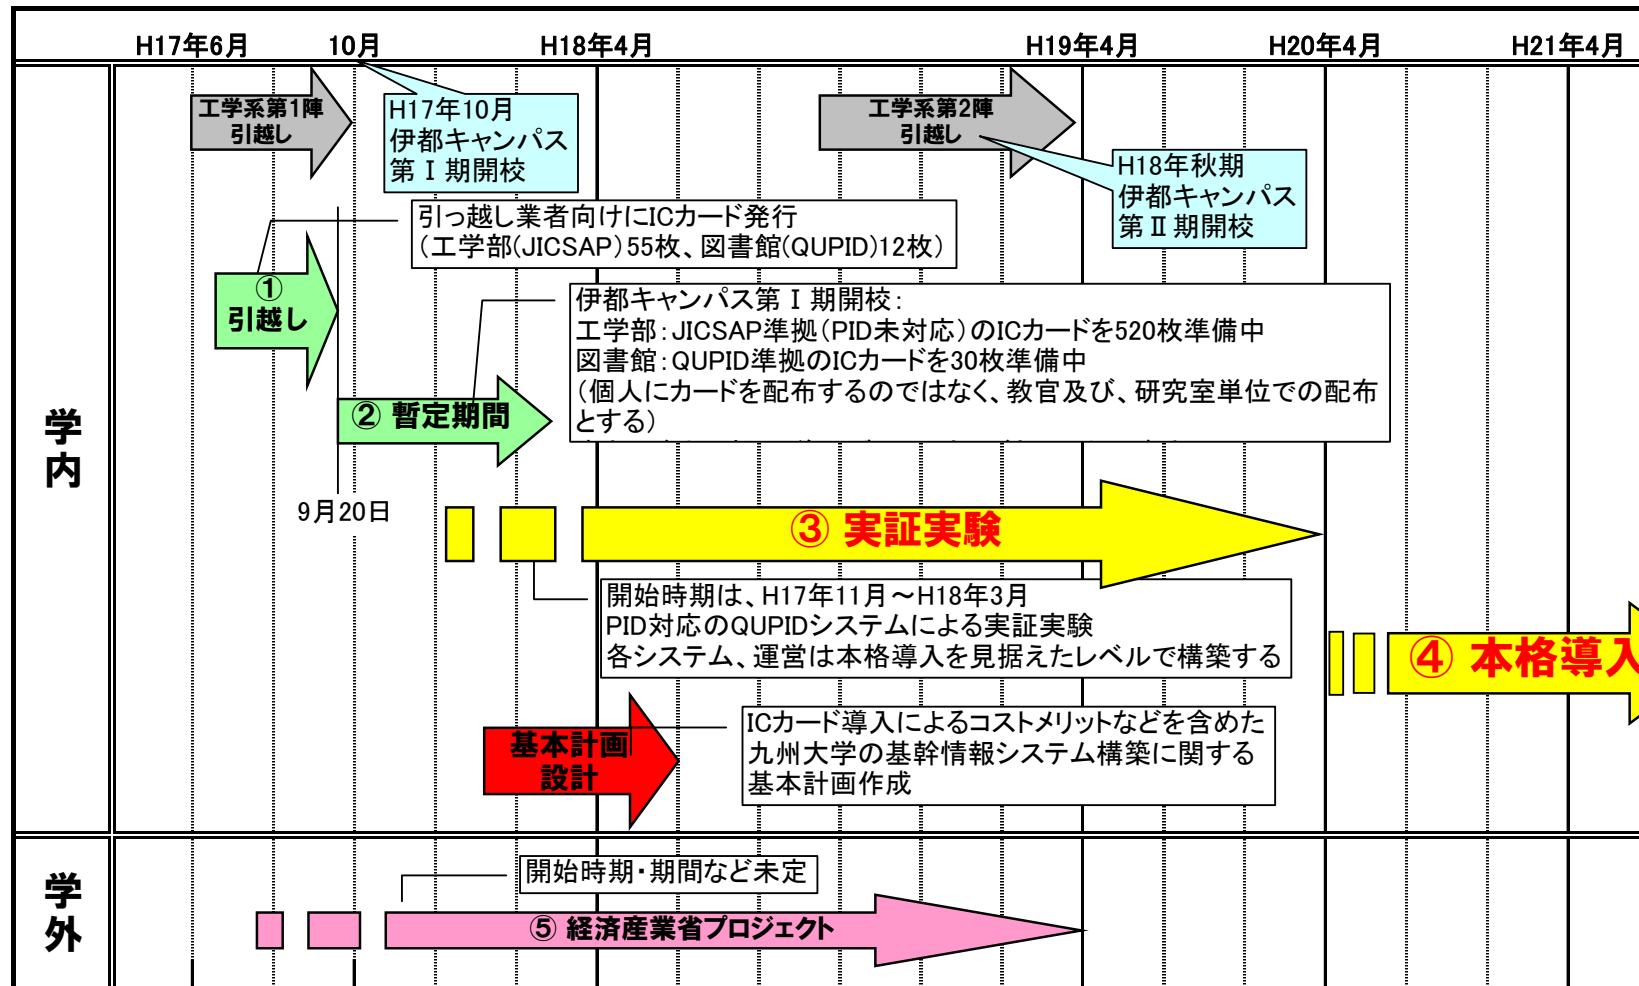 H17年6月
10月
H18年4月
H19年4月
H20年4月
H21年4月
学内
工学系第1陣
引越し
H17年10月
伊都キャンパス
第Ⅰ期開校
工学系第2陣
引越し
H18年秋期
伊都キャンパス
第Ⅱ期開校
引っ越し業者向けにICカード発行
（工学部(JICSAP)55枚、図書館(QUPID)12枚）
①
引越し
伊都キャンパス第Ⅰ期開校：
工学部：JICSAP準拠（PID未対応）のICカードを520枚準備中
図書館：QUPID準拠のICカードを30枚準備中
（個人にカードを配布するのではなく、教官及び、研究室単位での配布
とする）
② 暫定期間
9月20日
③ 実証実験
開始時期は、H17年11月～H18年3月
PID対応のQUPIDシステムによる実証実験
各システム、運営は本格導入を見据えたレベルで構築する
④ 本格導入
基本計画
設計
ICカード導入によるコストメリットなどを含めた
九州大学の基幹情報システム構築に関する
基本計画作成
学外
開始時期・期間など未定
⑤ 経済産業省プロジェクト